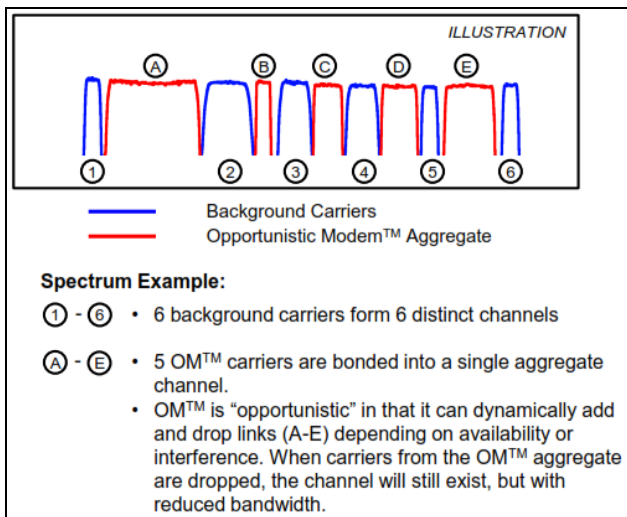 ILLUSTRATION
A B C D E
1 2 3 4 5 6
Background Carriers
Opportunistic Modem™ Aggregate
Spectrum Example:
1 - 6 • 6 background carriers form 6 distinct channels
A - E • 5 OM™ carriers are bonded into a single aggregate
channel.
• OM™ is “opportunistic” in that it can dynamically add
and drop links (A-E) depending on availability or
interference. When carriers from the OM™ aggregate
are dropped, the channel will still exist, but with
reduced bandwidth.